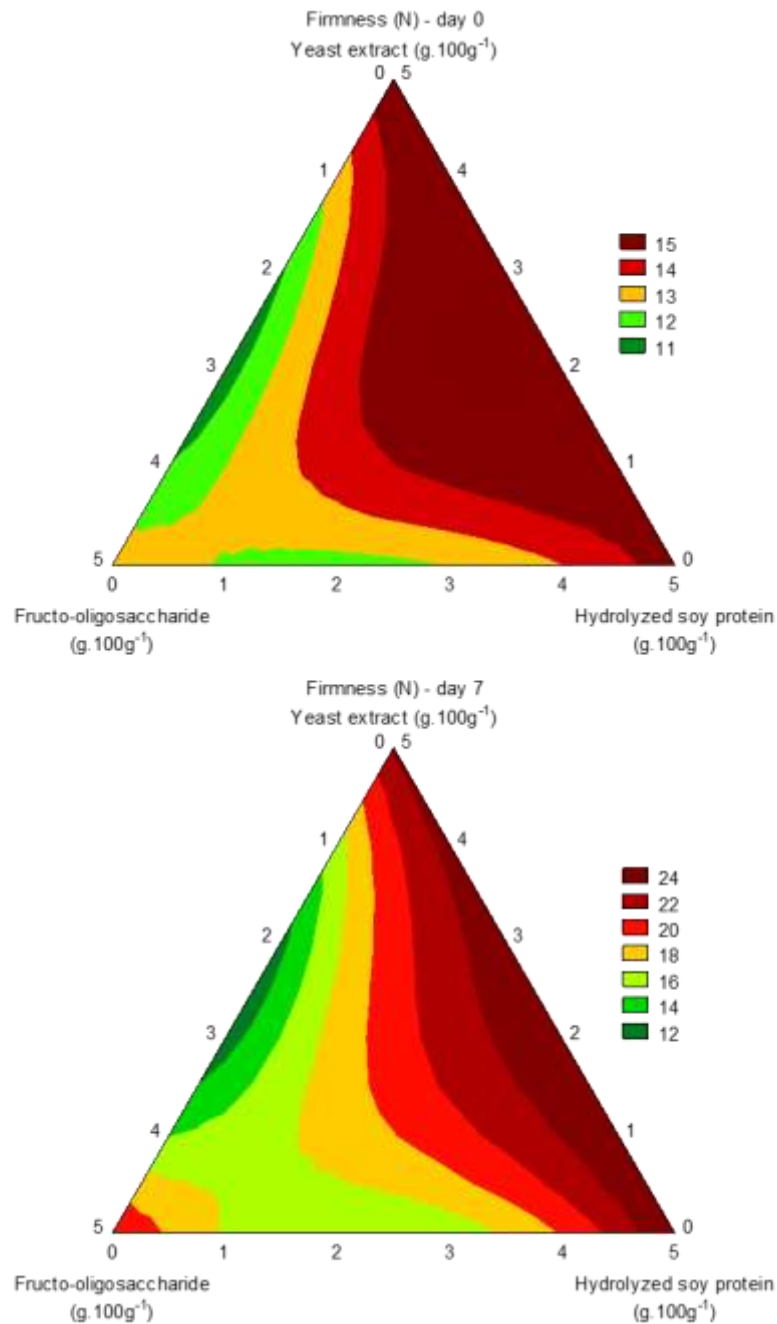 Firmness (N) - day 0
Yeast extract (g.100g⁻¹)
0 5
1 4
15
14
13
12
11
2 3
3 2
4 1
5 0
0 1 2 3 4 5
Fructo-oligosaccharide Hydrolyzed soy protein
(g.100g⁻¹) (g.100g⁻¹)
Firmness (N) - day 7
Yeast extract (g.100g⁻¹)
0 5
1 4
24
22
20
18
16
14
12
2 3
3 2
4 1
5 0
0 1 2 3 4 5
Fructo-oligosaccharide Hydrolyzed soy protein
(g.100g⁻¹) (g.100g⁻¹)